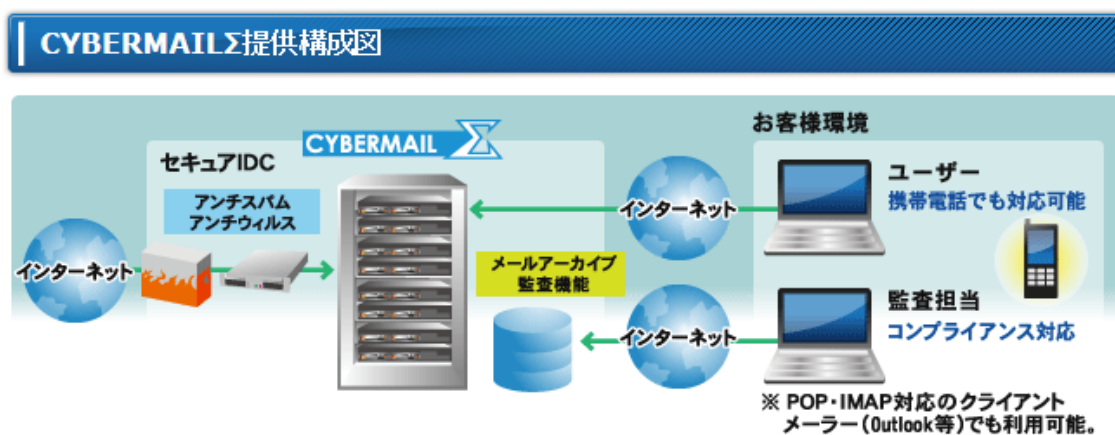 CYBERMAILΣ提供構成図
お客様環境
CYBERMAIL Σ
セキュアIDC
アンチスパム
アンチウィルス
インターネット
インターネット
ユーザー
携帯電話でも対応可能
メールアーカイブ
監査機能
インターネット
監査担当
コンプライアンス対応
※ POP・IMAP対応のクライアント
メーラー(Outlook等)でも利用可能。